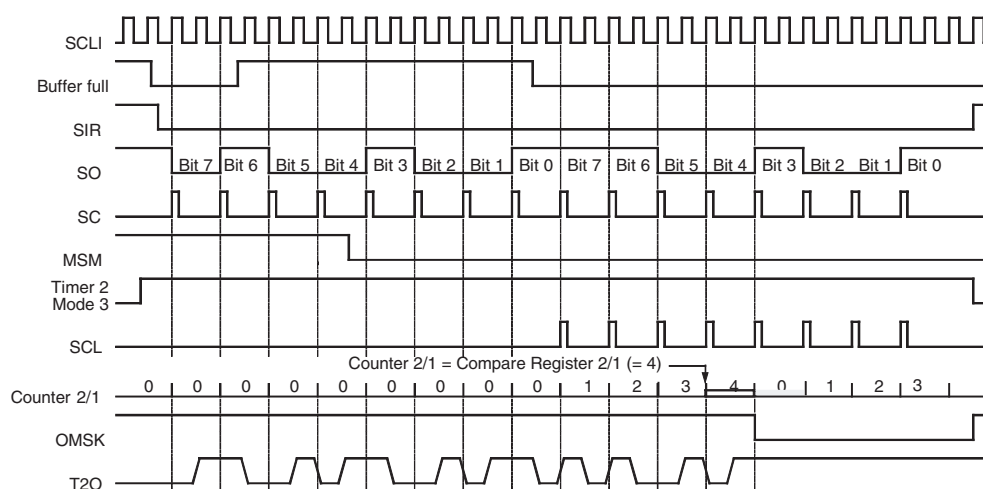 SCLI
Buffer full
SIR
SO Bit 7 Bit 6 Bit 5 Bit 4 Bit 3 Bit 2 Bit 1 Bit 0 Bit 7 Bit 6 Bit 5 Bit 4 Bit 3 Bit 2 Bit 1 Bit 0
SC
MSM
Timer 2
Mode 3
SCL
Counter 2/1 = Compare Register 2/1 (= 4)
Counter 2/1 0 0 0 0 0 0 0 0 0 1 2 3 4 0 1 2 3
OMSK
T2O